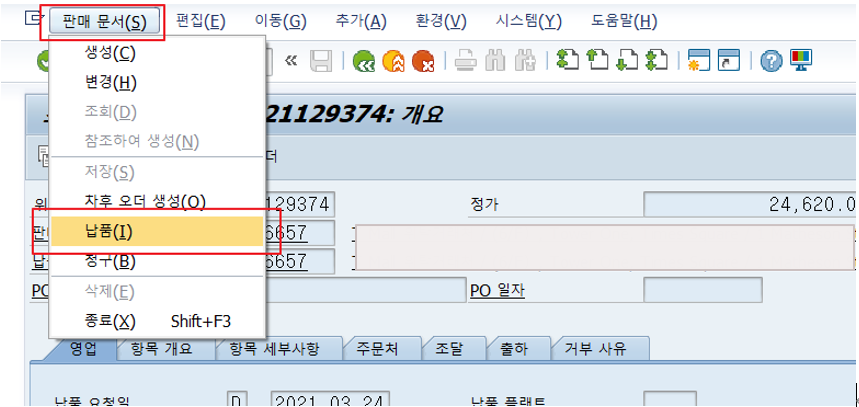 판매 문서(S) 편집(E) 이동(G) 추가(A) 환경(V) 시스템(Y) 도움말(H)
생성(C)
변경(H)
조회(D)
참조하여 생성(N)
저장(S)
차후 오더 생성(O)
납품(I)
청구(B)
삭제(E)
종료(X) Shift+F3
21129374: 개요
더
129374 정가 24,620.0
6657
6657
PO PO 일자
영업 항목 개요 항목 세부사항 주문처 조달 출하 거부 사유
납품 요청일 D 2021.03.24 납품 플랜트